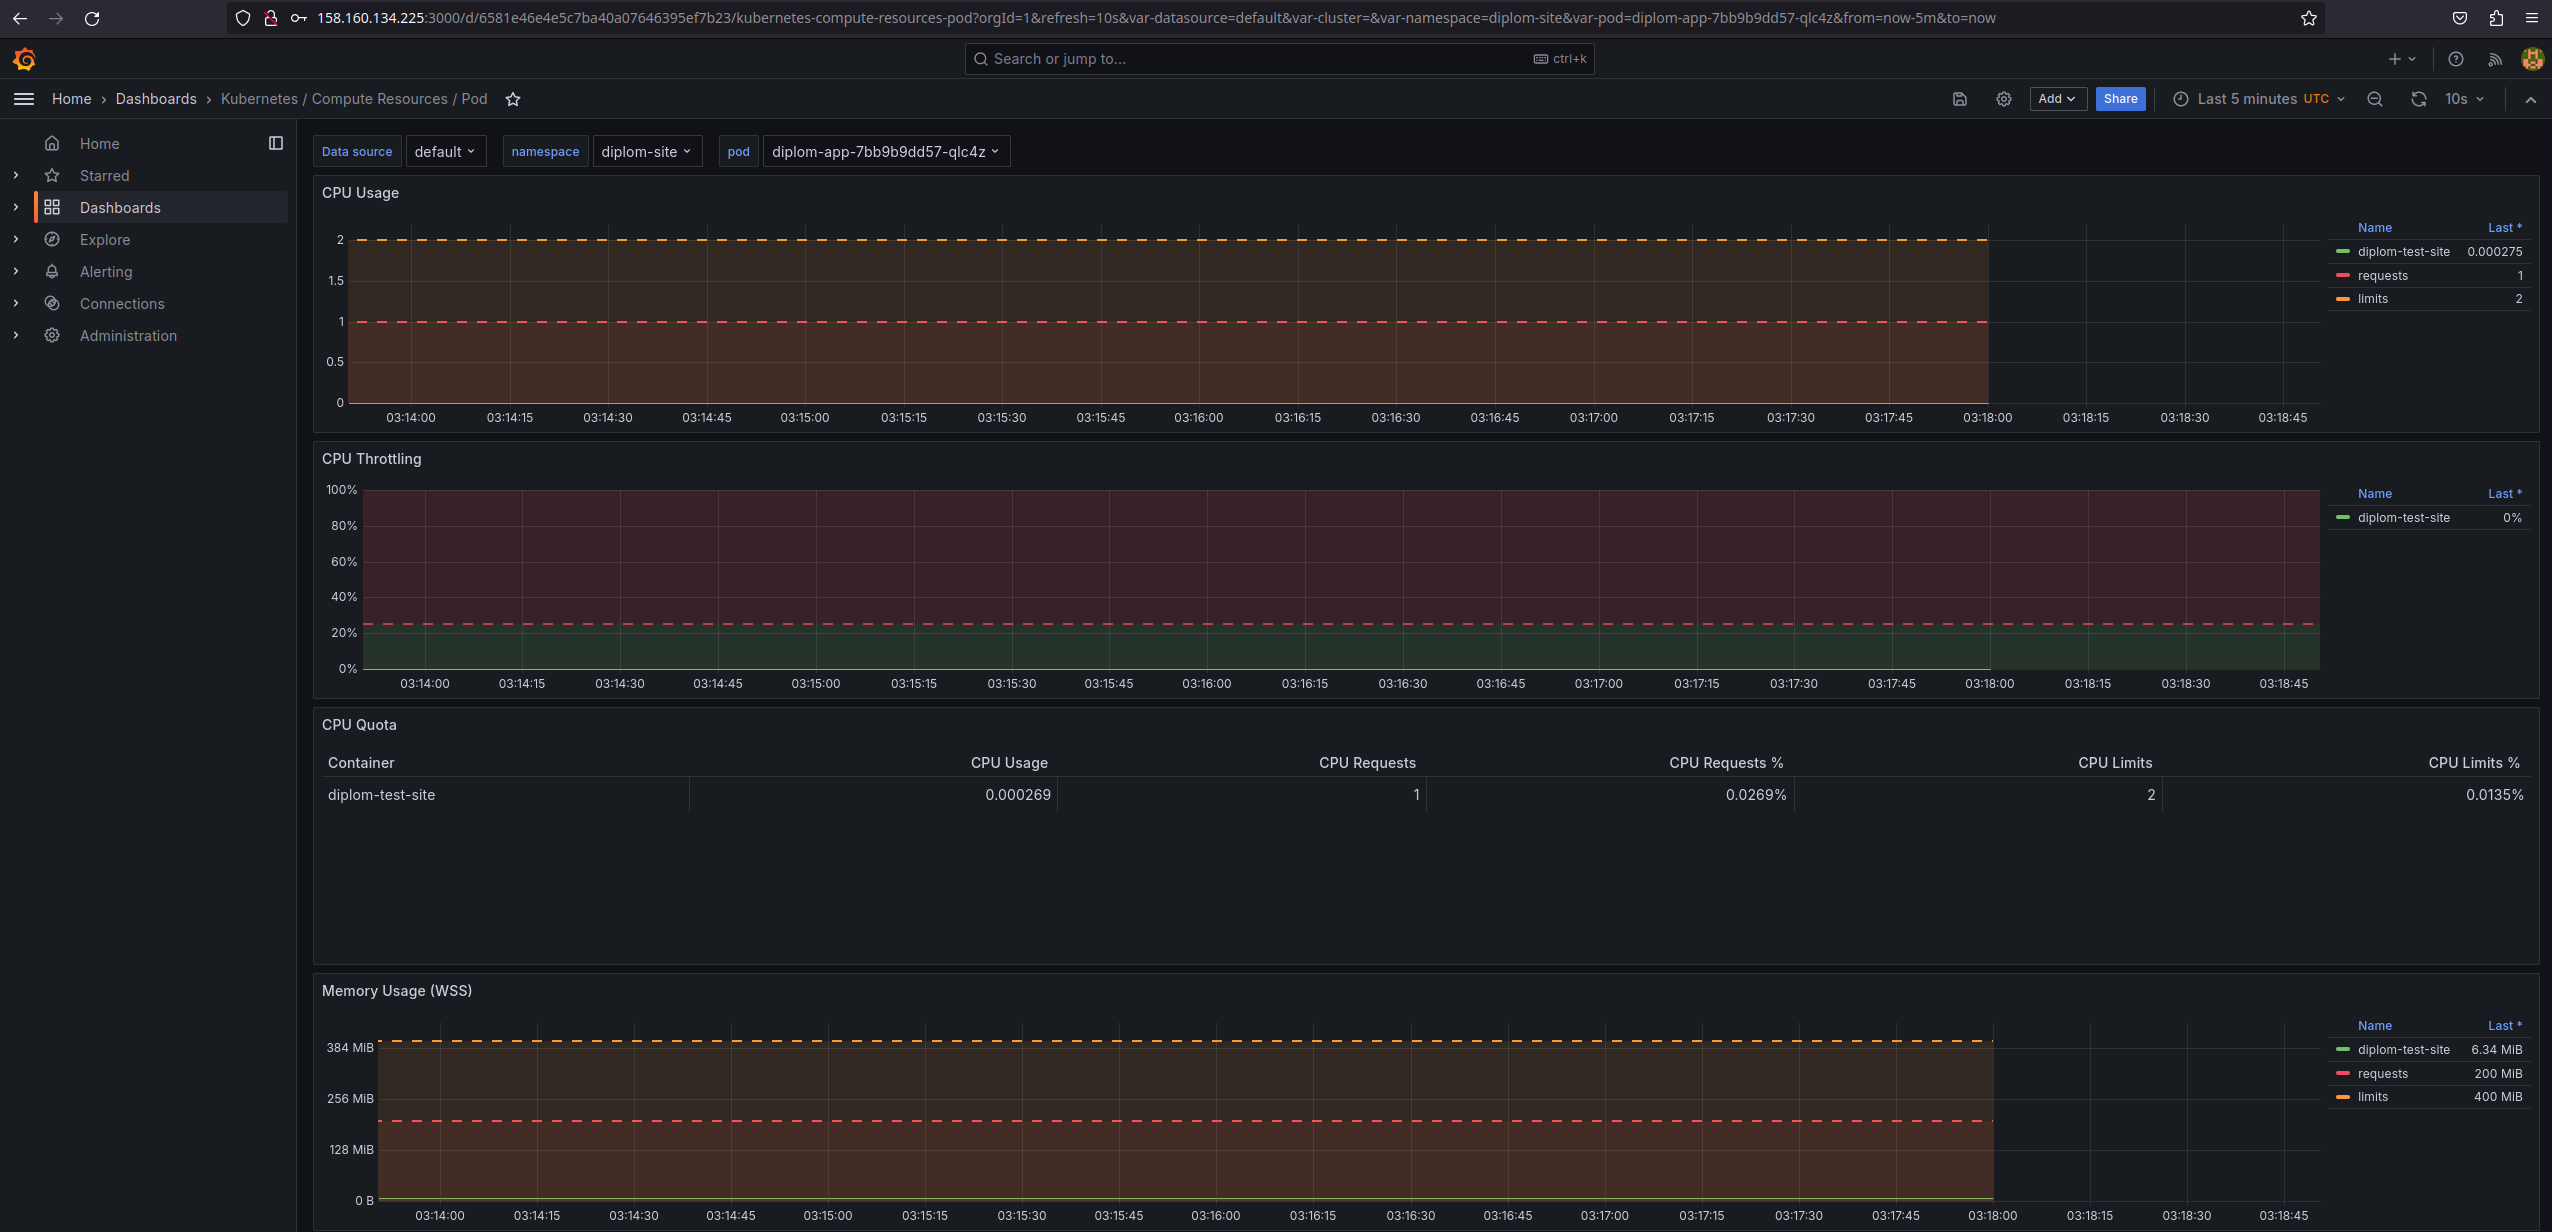 158.160.134.225:3000/d/6581e46e4e5c7ba40a07646395ef7b23/kubernetes-compute-resources-pod?orgId=1&refresh=10s&var-datasource=default&var-cluster=&var-namespace=diplom-site&var-pod=diplom-app-7bb9b9dd57-qlc4z&from=now-5m&to=now
Search or jump to... ctrl+k
Home › Dashboards › Kubernetes / Compute Resources / Pod
Add Share Last 5 minutes UTC 10s
Home
Starred
Dashboards
Explore
Alerting
Connections
Administration
Data source default namespace diplom-site pod diplom-app-7bb9b9dd57-qlc4z
CPU Usage
2
1.5
1
0.5
0
03:14:00 03:14:15 03:14:30 03:14:45 03:15:00 03:15:15 03:15:30 03:15:45 03:16:00 03:16:15 03:16:30 03:16:45 03:17:00 03:17:15 03:17:30 03:17:45 03:18:00 03:18:15 03:18:30 03:18:45
Name Last *
diplom-test-site 0.000275
requests 1
limits 2
CPU Throttling
100%
80%
60%
40%
20%
0%
03:14:00 03:14:15 03:14:30 03:14:45 03:15:00 03:15:15 03:15:30 03:15:45 03:16:00 03:16:15 03:16:30 03:16:45 03:17:00 03:17:15 03:17:30 03:17:45 03:18:00 03:18:15 03:18:30 03:18:45
Name Last *
diplom-test-site 0%
CPU Quota
Container CPU Usage CPU Requests CPU Requests % CPU Limits CPU Limits %
diplom-test-site 0.000269 1 0.0269% 2 0.0135%
Memory Usage (WSS)
384 MiB
256 MiB
128 MiB
0 B
03:14:00 03:14:15 03:14:30 03:14:45 03:15:00 03:15:15 03:15:30 03:15:45 03:16:00 03:16:15 03:16:30 03:16:45 03:17:00 03:17:15 03:17:30 03:17:45 03:18:00 03:18:15 03:18:30 03:18:45
Name Last *
diplom-test-site 6.34 MiB
requests 200 MiB
limits 400 MiB